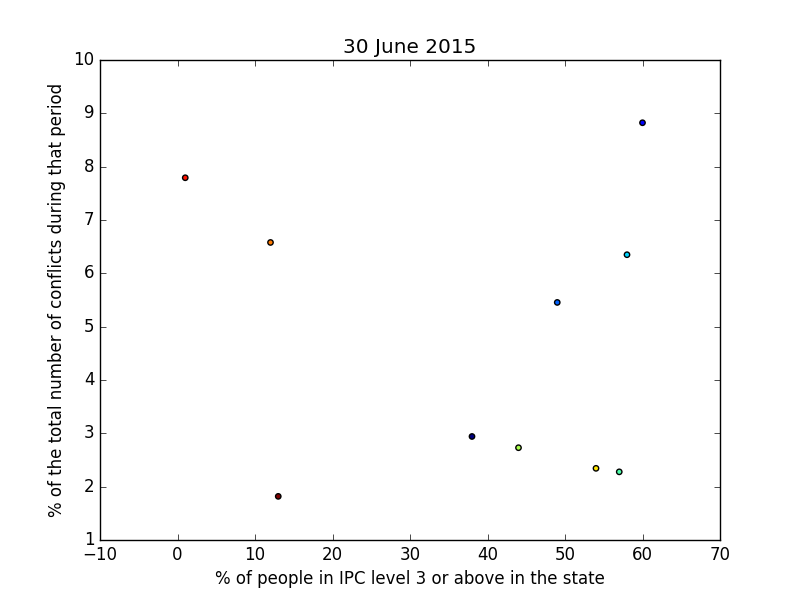 30 June 2015
% of the total number of conflicts during that period
10
9
8
7
6
5
4
3
2
1
−10 0 10 20 30 40 50 60 70
% of people in IPC level 3 or above in the state